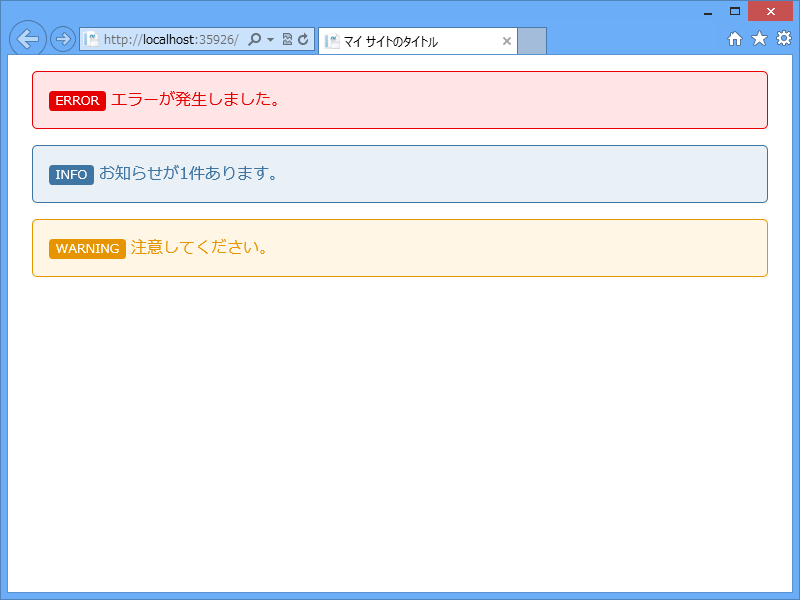 http://localhost:35926/
マイ サイトのタイトル
ERROR エラーが発生しました。
INFO お知らせが1件あります。
WARNING 注意してください。